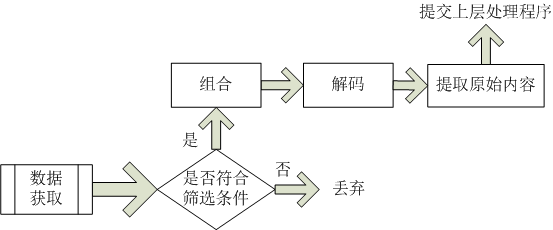 提交上层处理程序
组合
解码
提取原始内容
是
数据
获取
是否符合
筛选条件
否
丢弃